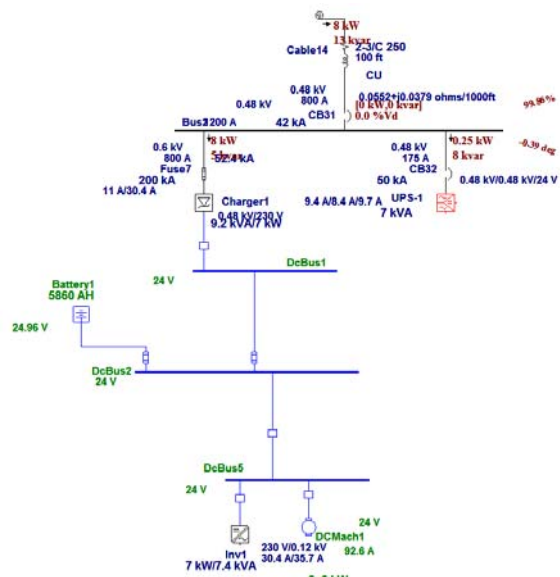 8 kW
13 kvar
Cable14
2-3/C 250
100 ft
CU
0.0552+j0.0379 ohms/1000ft
0.48 kV
800 A
[0 kW,0 kvar]
0.0 %Vd
CB31
99.86%
0.48 kV
42 kA
-0.39 deg
8 kW
0.25 kW
8 kvar
0.6 kV
800 A
Fuse7
200 kA
11 A/30.4 A
Charger1
0.48 kV/230 V
9.2 kVA/7 kW
0.48 kV
175 A
CB32
50 kA
0.48 kV/0.48 kV/24 V
9.4 A/8.4 A/9.7 A
UPS-1
7 kVA
DcBus1
24 V
Battery1
5860 AH
24.96 V
DcBus2
24 V
DcBus5
24 V
24 V
DCMach1
92.6 A
Inv1
230 V/0.12 kV
30.4 A/35.7 A
7 kW/7.4 kVA